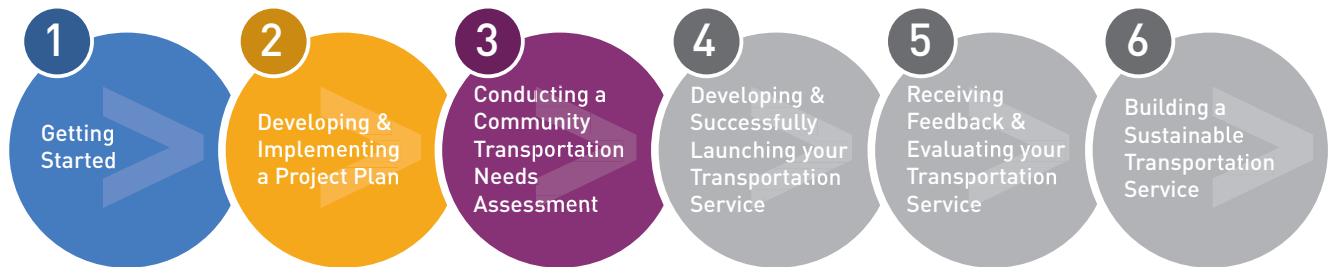 1
Getting
Started
2
Developing &
Implementing
a Project Plan
3
Conducting a
Community
Transportation
Needs
Assessment
4
Developing &
Successfully
Launching your
Transportation
Service
5
Receiving
Feedback &
Evaluating your
Transportation
Service
6
Building a
Sustainable
Transportation
Service